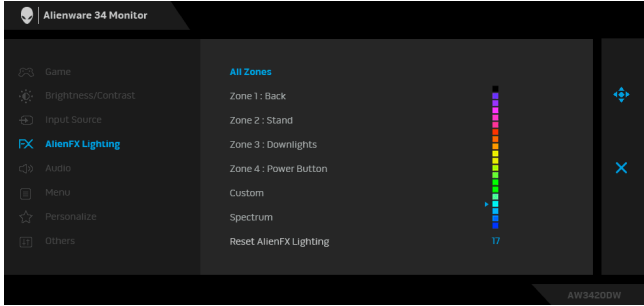 Alienware 34 Monitor
Game
Brightness/Contrast
Input Source
FX AlienFX Lighting
Audio
Menu
Personalize
Others
All Zones
Zone 1 : Back
Zone 2 : Stand
Zone 3 : Downlights
Zone 4 : Power Button
Custom
Spectrum
Reset AlienFX Lighting
17
AW3420DW